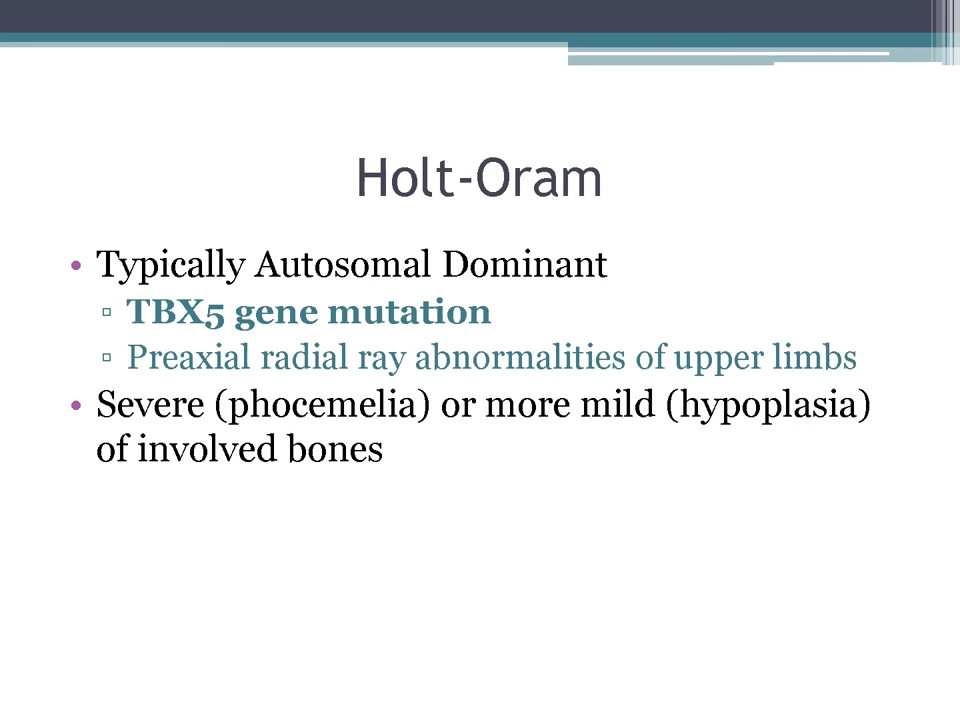 Holt-Oram
• Typically Autosomal Dominant
▫ TBX5 gene mutation
▫ Preaxial radial ray abnormalities of upper limbs
• Severe (phocemelia) or more mild (hypoplasia)
of involved bones